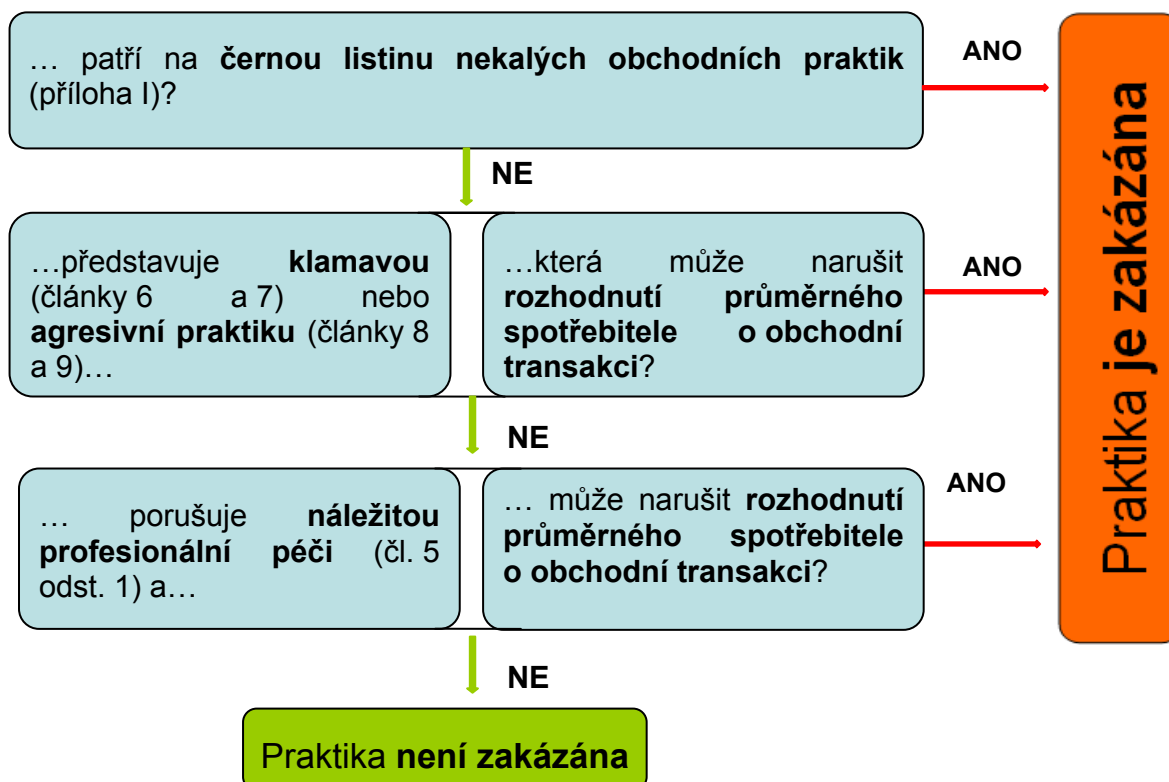 … patří na černou listinu nekalých obchodních praktik
(příloha I)?
ANO
NE
…představuje klamavou
(články 6 a 7) nebo
agresivní praktiku (články 8
a 9)…
…která může narušit
rozhodnutí průměrného
spotřebitele o obchodní
transakci?
ANO
NE
… porušuje náležitou
profesionální péči (čl. 5
odst. 1) a…
… může narušit rozhodnutí
průměrného spotřebitele
o obchodní transakci?
ANO
NE
Praktika není zakázána
Praktika je zakázána